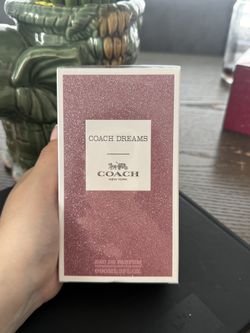 COACH DREAMS
COACH
NEW YORK
EAU DE PARFUM